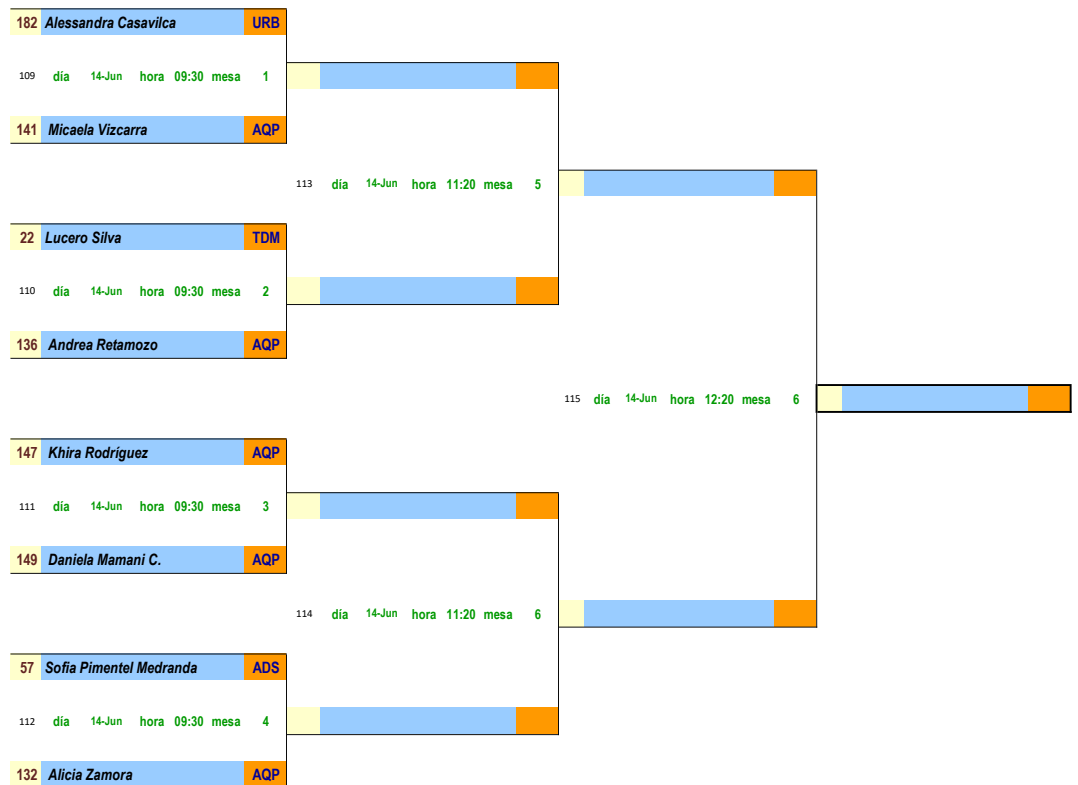 182 Alessandra Casavilca URB
109 día 14-Jun hora 09:30 mesa 1
141 Micaela Vizcarra AQP
113 día 14-Jun hora 11:20 mesa 5
22 Lucero Silva TDM
110 día 14-Jun hora 09:30 mesa 2
136 Andrea Retamozo AQP
115 día 14-Jun hora 12:20 mesa 6
147 Khira Rodríguez AQP
111 día 14-Jun hora 09:30 mesa 3
149 Daniela Mamani C. AQP
114 día 14-Jun hora 11:20 mesa 6
57 Sofia Pimentel Medranda ADS
112 día 14-Jun hora 09:30 mesa 4
132 Alicia Zamora AQP